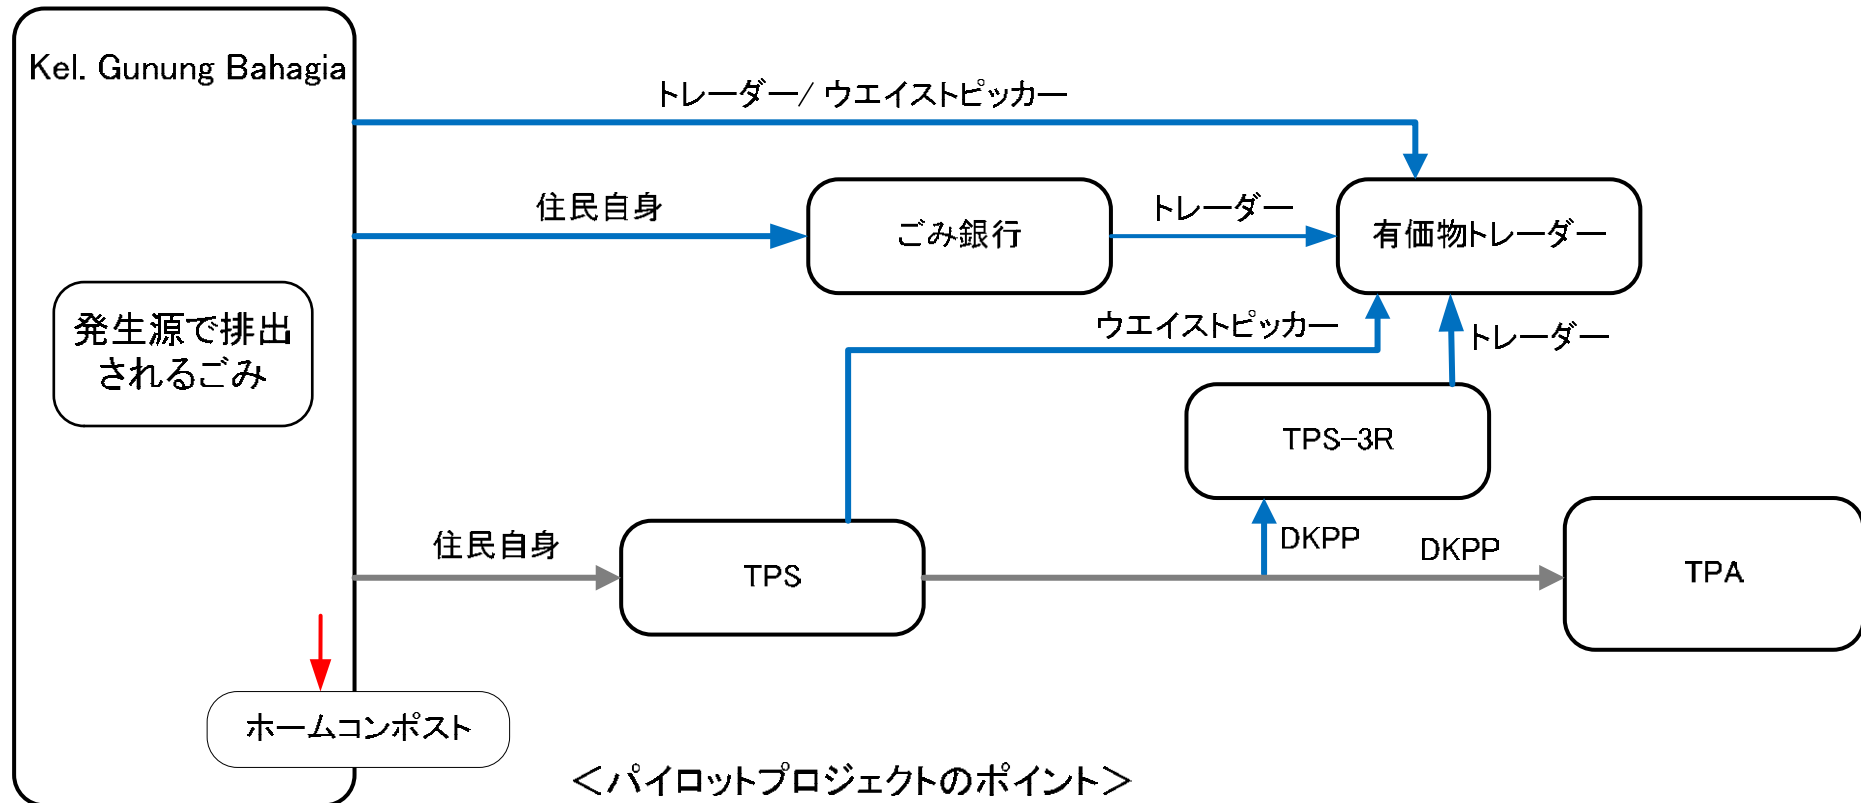 Kel. Gunung Bahagia
トレーダー/ ウエイストピッカー
住民自身
ごみ銀行
トレーダー
有価物トレーダー
発生源で排出
されるごみ
ウエイストピッカー
トレーダー
TPS-3R
住民自身
TPS
DKPP
DKPP
TPA
ホームコンポスト
＜パイロットプロジェクトのポイント＞